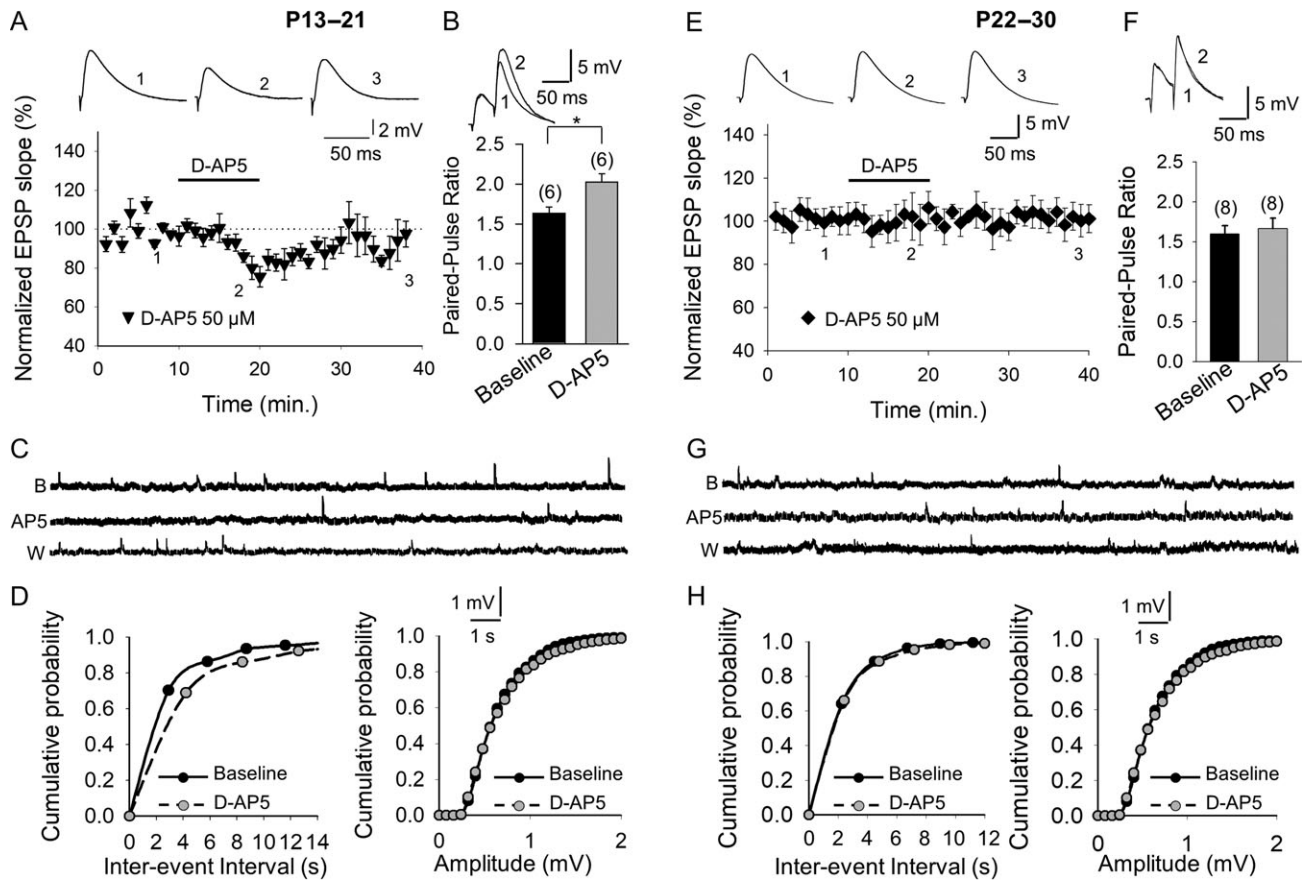 A
P13–21
1
2
3
2 mV
50 ms
Normalized EPSP slope (%)
140
120
100
80
60
40
D-AP5
1
2
3
D-AP5 50 µM
0
10
20
30
40
Time (min.)
B
2
1
5 mV
50 ms
*
Paired-Pulse Ratio
2.5
2.0
1.5
1.0
0.5
0.0
(6)
(6)
Baseline
D-AP5
E
P22–30
1
2
3
5 mV
50 ms
Normalized EPSP slope (%)
140
120
100
80
60
40
D-AP5
1
2
3
D-AP5 50 µM
0
10
20
30
40
Time (min.)
F
2
1
5 mV
50 ms
Paired-Pulse Ratio
2.5
2.0
1.5
1.0
0.5
0.0
(8)
(8)
Baseline
D-AP5
C
B
AP5
W
G
B
AP5
W
D
Cumulative probability
1.0
0.8
0.6
0.4
0.2
0.0
Baseline
D-AP5
0 2 4 6 8 10 12 14
Inter-event Interval (s)
1 mV
1 s
Cumulative probability
1.0
0.8
0.6
0.4
0.2
0.0
Baseline
D-AP5
0 1 2
Amplitude (mV)
H
Cumulative probability
1.0
0.8
0.6
0.4
0.2
0.0
Baseline
D-AP5
0 2 4 6 8 10 12
Inter-event Interval (s)
1 mV
1 s
Cumulative probability
1.0
0.8
0.6
0.4
0.2
0.0
Baseline
D-AP5
0 1 2
Amplitude (mV)